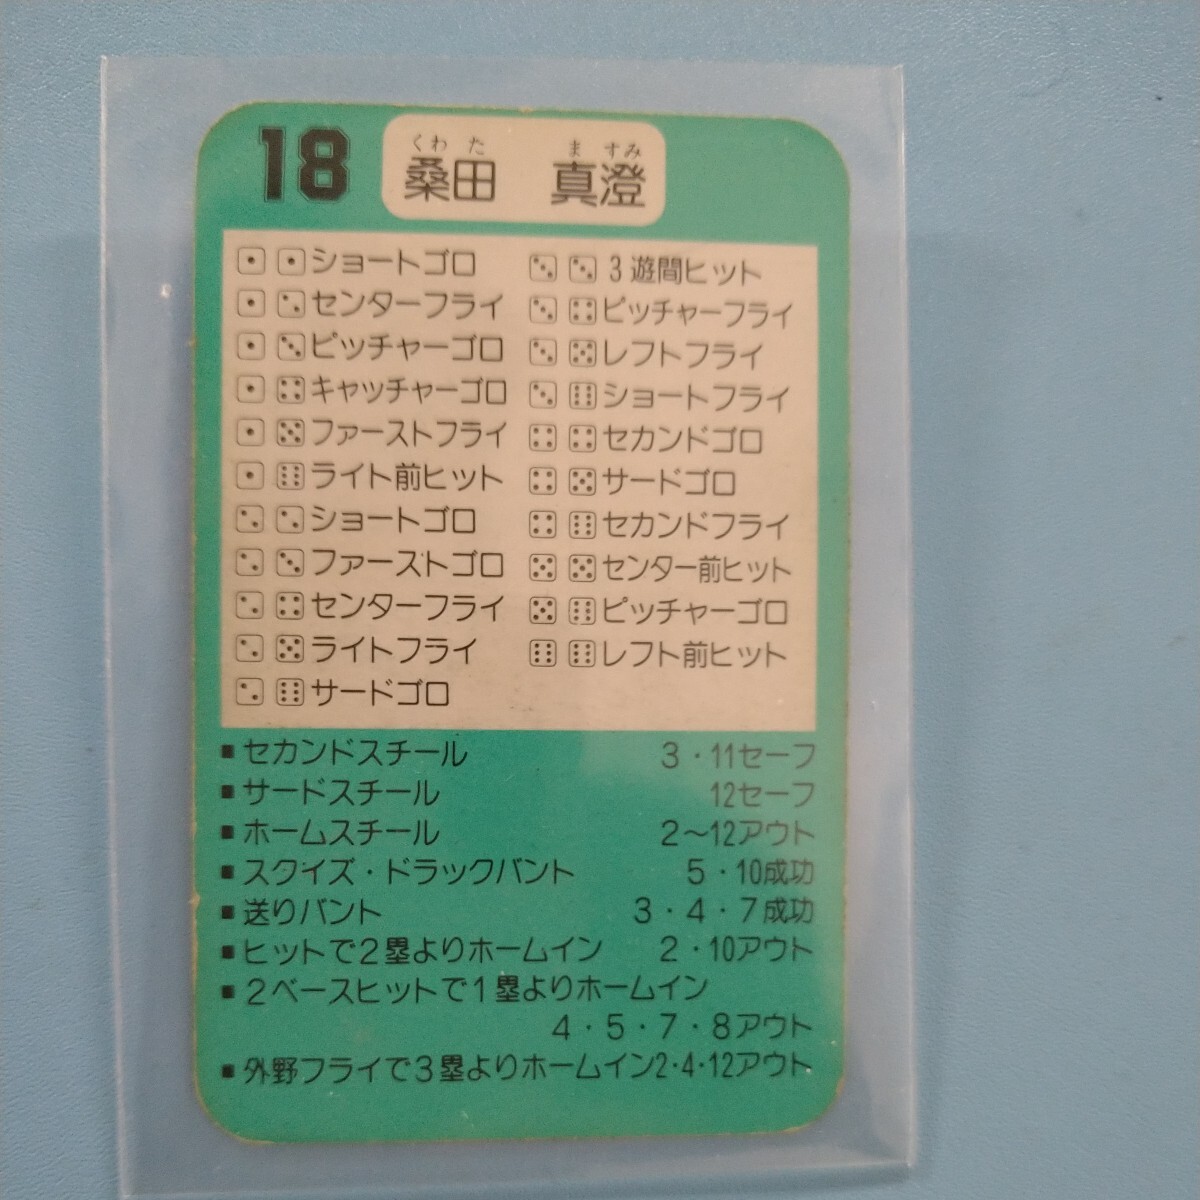 18
くわ た ま すみ
桑田 真澄
ショートゴロ
センターフライ
ピッチャーゴロ
キャッチャーゴロ
ファーストフライ
ライト前ヒット
ショートゴロ
ファーストゴロ
センターフライ
ライトフライ
サードゴロ
3遊間ヒット
ピッチャーフライ
レフトフライ
ショートフライ
セカンドゴロ
サードゴロ
セカンドフライ
センター前ヒット
ピッチャーゴロ
レフト前ヒット
■セカンドスチール 3・11セーフ
■サードスチール 12セーフ
■ホームスチール 2〜12アウト
■スクイズ・ドラックバント 5・10成功
■送りバント 3・4・7成功
■ヒットで2塁よりホームイン 2・10アウト
■2ベースヒットで1塁よりホームイン
4・5・7・8アウト
■外野フライで3塁よりホームイン2・4・12アウト